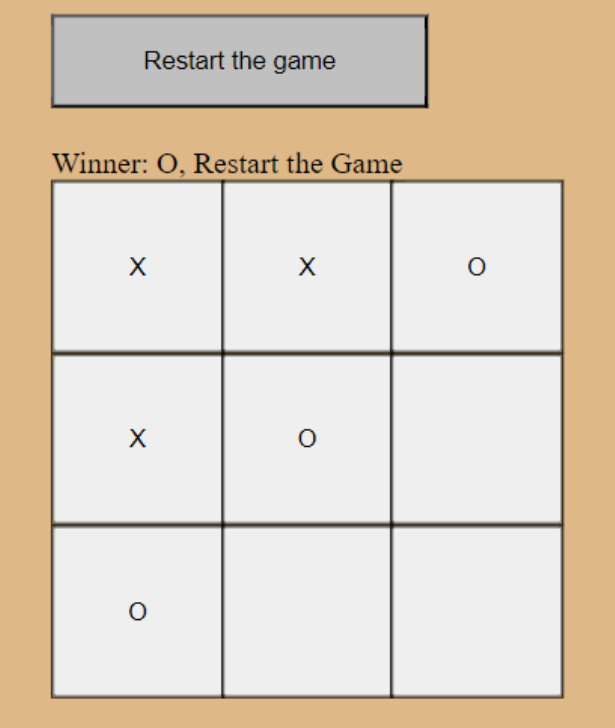 Restart the game
Winner: O, Restart the Game
X X O
X O
O